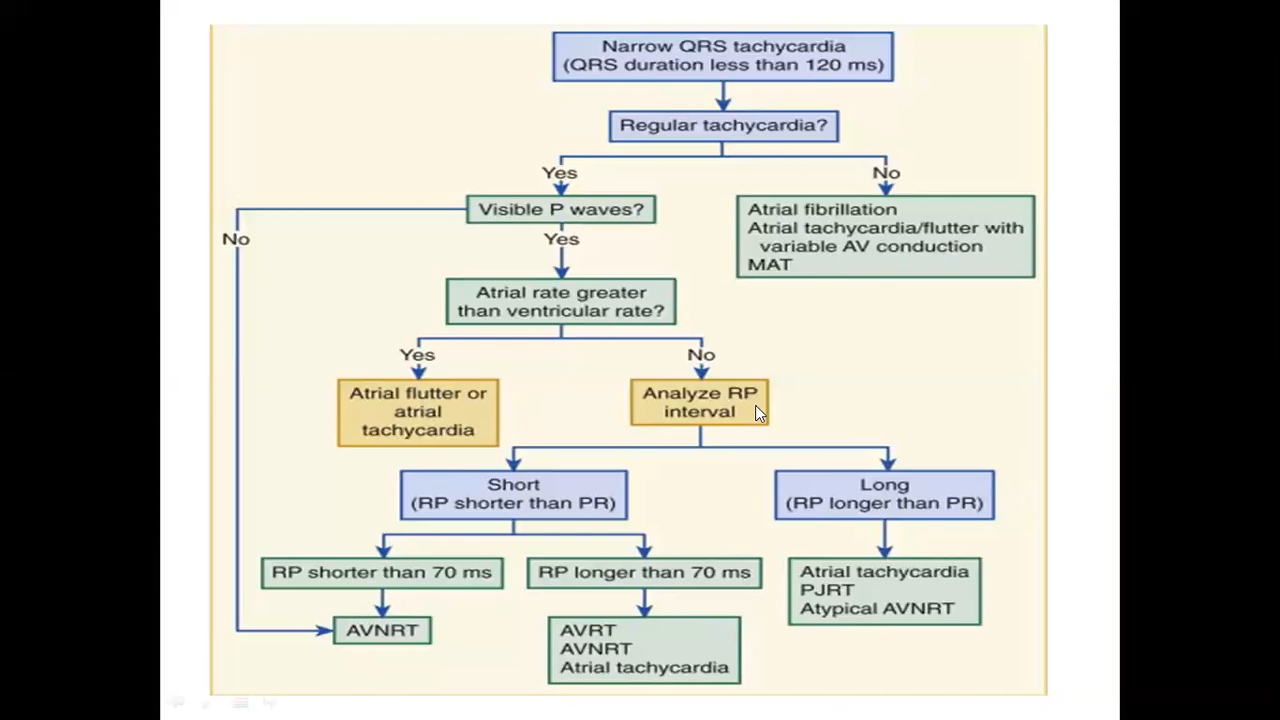 Narrow QRS tachycardia
(QRS duration less than 120 ms)
Regular tachycardia?
Yes
No
Visible P waves?
Atrial fibrillation
Atrial tachycardia/flutter with
variable AV conduction
MAT
No
Yes
Atrial rate greater
than ventricular rate?
Yes
No
Atrial flutter or
atrial
tachycardia
Analyze RP
interval
Short
(RP shorter than PR)
Long
(RP longer than PR)
RP shorter than 70 ms
RP longer than 70 ms
Atrial tachycardia
PJRT
Atypical AVNRT
AVNRT
AVRT
AVNRT
Atrial tachycardia